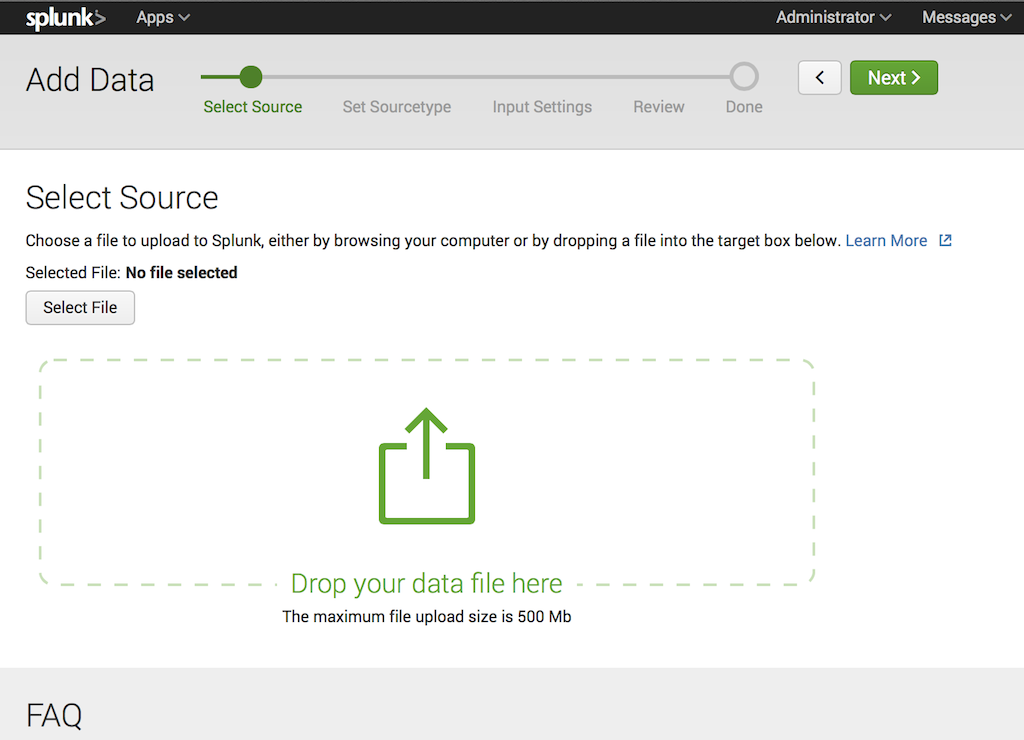 splunk> Apps Administrator Messages
Add Data
Select Source Set Sourcetype Input Settings Review Done
Next
Select Source
Choose a file to upload to Splunk, either by browsing your computer or by dropping a file into the target box below. Learn More
Selected File: No file selected
Select File
Drop your data file here
The maximum file upload size is 500 Mb
FAQ